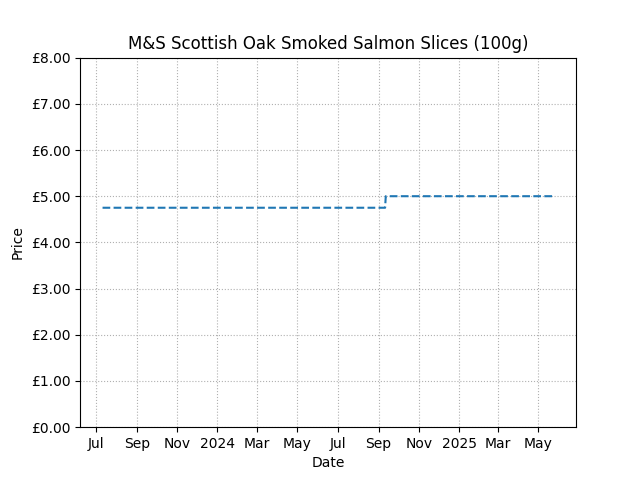 M&S Scottish Oak Smoked Salmon Slices (100g)
£8.00
£7.00
£6.00
£5.00
£4.00
£3.00
£2.00
£1.00
£0.00
Price
Jul Sep Nov 2024 Mar May Jul Sep Nov 2025 Mar May
Date